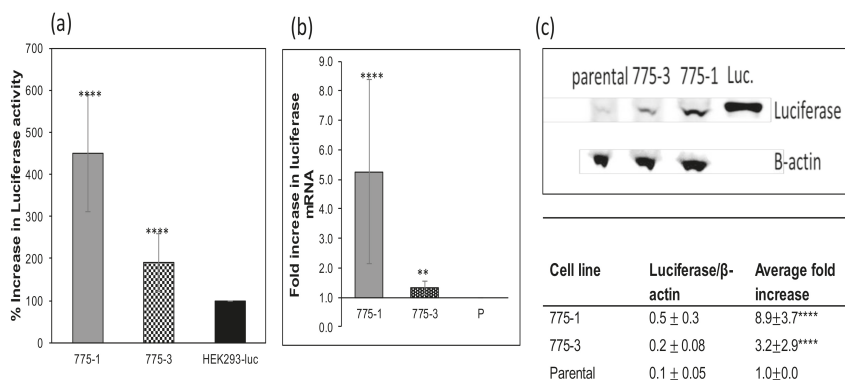 (a)
% Increase in Luciferase activity
700
600
500
400
300
200
100
0
****
****
775-1 775-3 HEK293-luc
(b)
Fold increase in luciferase
mRNA
9.0
8.0
7.0
6.0
5.0
4.0
3.0
2.0
1.0
0.0
****
**
775-1 775-3 P
(c)
parental 775-3 775-1 Luc.
Luciferase
B-actin
Cell line Luciferase/β- Average fold
actin increase
775-1 0.5 ± 0.3 8.9±3.7****
775-3 0.2 ± 0.08 3.2±2.9****
Parental 0.1 ± 0.05 1.0±0.0